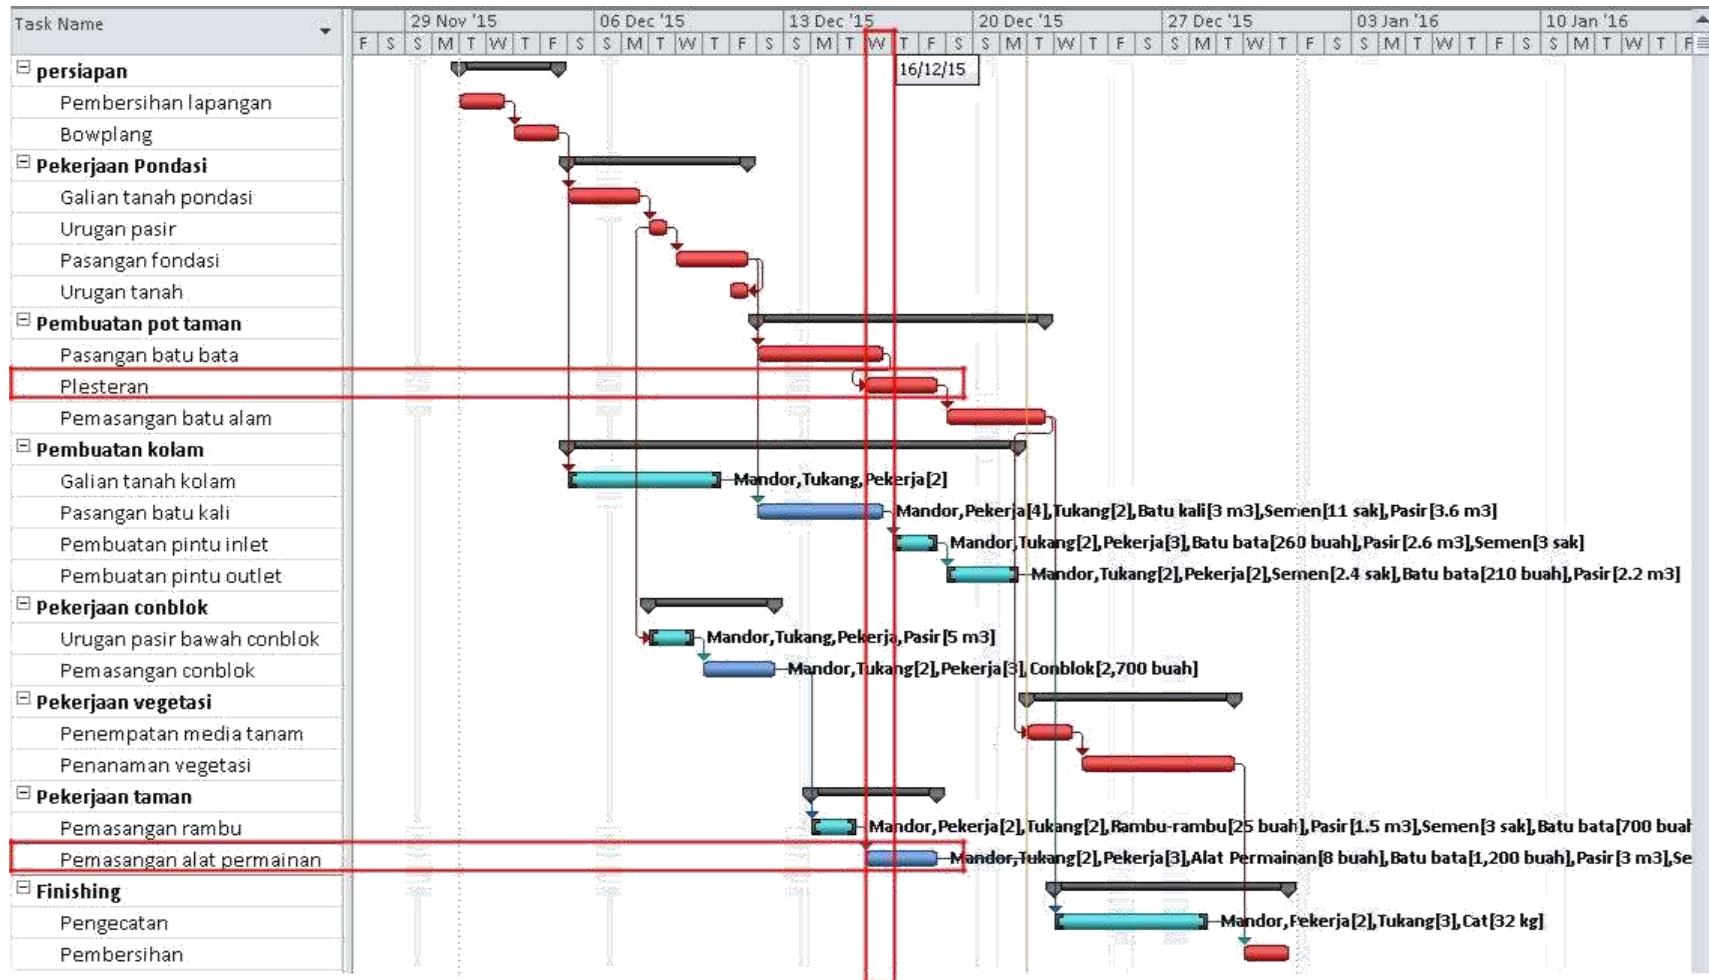 Task Name
29 Nov '15 06 Dec '15 13 Dec '15 20 Dec '15 27 Dec '15 03 Jan '16 10 Jan '16
F S S M T W T F S S M T W T F S S M T W T F S S M T W T F S S M T W T F S S M T W T F S S M T W T F
16/12/15
persiapan
Pembersihan lapangan
Bowplang
Pekerjaan Pondasi
Galian tanah pondasi
Urugan pasir
Pasangan fondasi
Urugan tanah
Pembuatan pot taman
Pasangan batu bata
Plesteran
Pemasangan batu alam
Pembuatan kolam
Galian tanah kolam Mandor,Tukang,Pekerja[2]
Pasangan batu kali Mandor,Pekerja[4],Tukang[2],Batu kali[3 m3],Semen[11 sak],Pasir[3.6 m3]
Pembuatan pintu inlet Mandor,Tukang[2],Pekerja[3],Batu bata[260 buah],Pasir[2.6 m3],Semen[3 sak]
Pembuatan pintu outlet Mandor,Tukang[2],Pekerja[2],Semen[2.4 sak],Batu bata[210 buah],Pasir[2.2 m3]
Pekerjaan conblok
Urugan pasir bawah conblok Mandor,Tukang,Pekerja,Pasir[5 m3]
Pemasangan conblok Mandor,Tukang[2],Pekerja[3],Conblok[2,700 buah]
Pekerjaan vegetasi
Penempatan media tanam
Penanaman vegetasi
Pekerjaan taman
Pemasangan rambu Mandor,Pekerja[2],Tukang[2],Rambu-rambu[25 buah],Pasir[1.5 m3],Semen[3 sak],Batu bata[700 buah
Pemasangan alat permainan Mandor,Tukang[2],Pekerja[3],Alat Permainan[8 buah],Batu bata[1,200 buah],Pasir[3 m3],Se
Finishing
Pengecatan Mandor,Pekerja[2],Tukang[3],Cat[32 kg]
Pembersihan